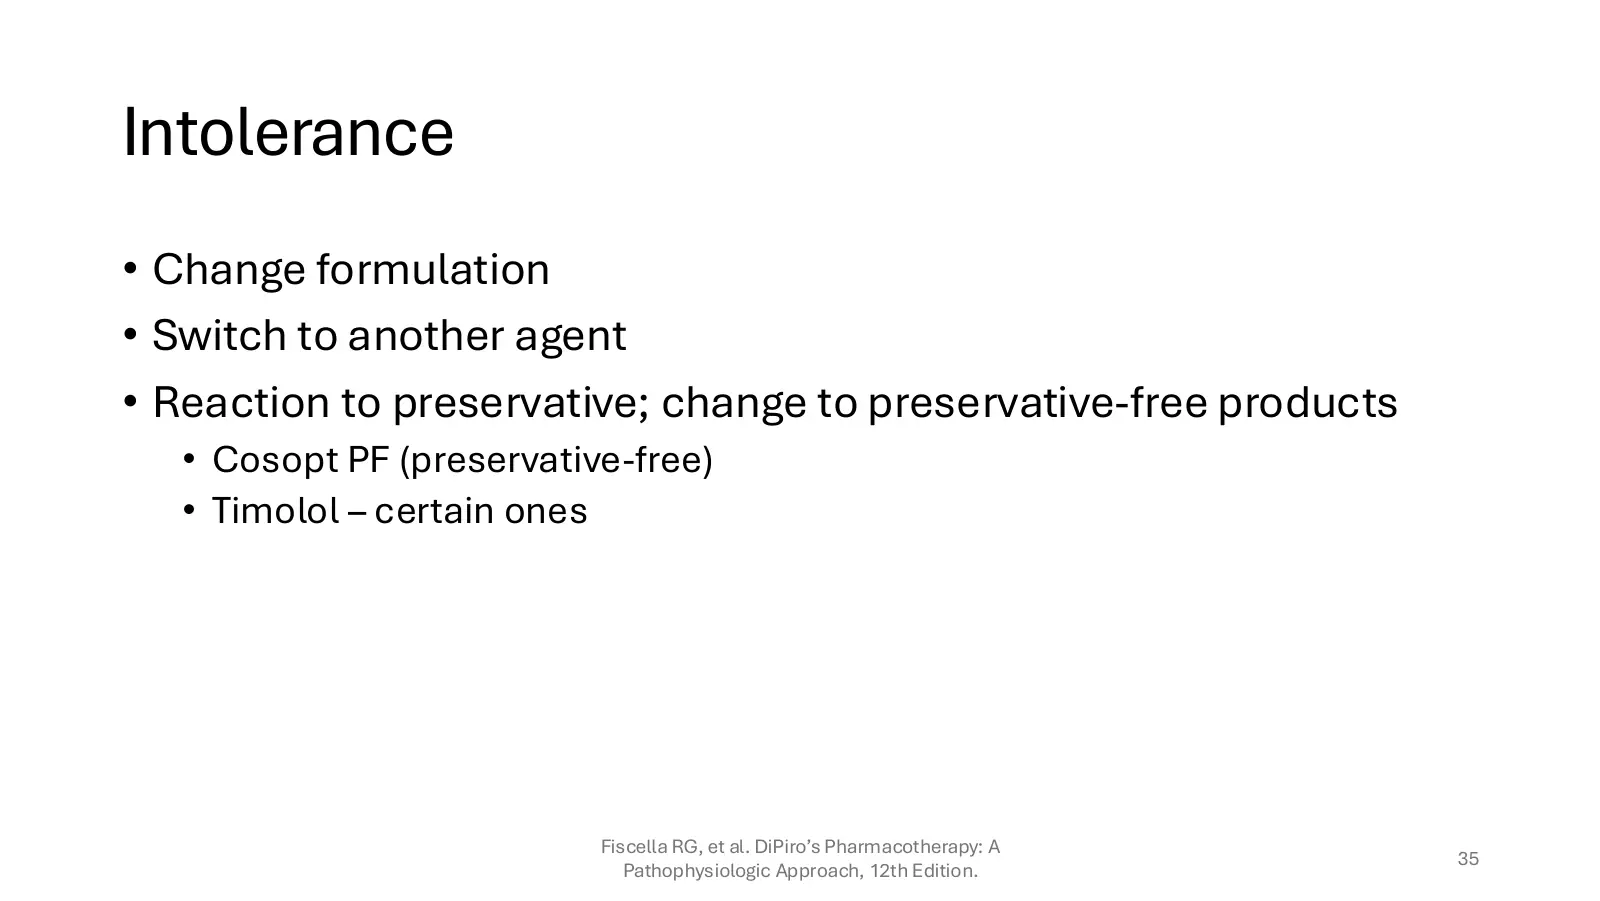 Intolerance
• Change formulation
• Switch to another agent
• Reaction to preservative; change to preservative-free products
• Cosopt PF (preservative-free)
• Timolol – certain ones
Fiscella RG, et al. DiPiro’s Pharmacotherapy: A
Pathophysiologic Approach, 12th Edition.
35